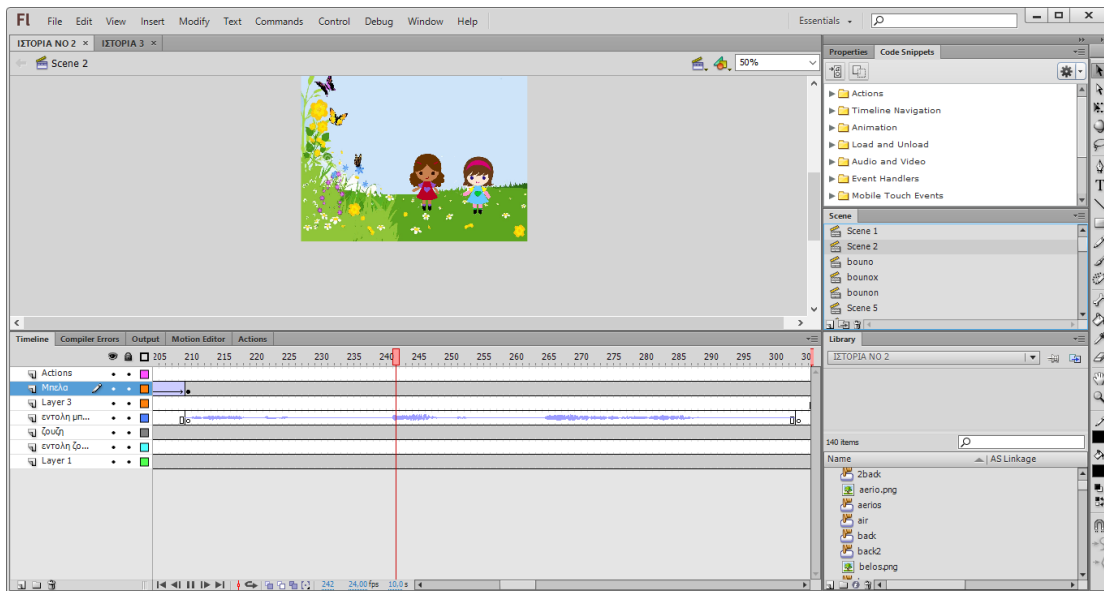 Fl File Edit View Insert Modify Text Commands Control Debug Window Help Essentials
ΙΣΤΟΡΙΑ ΝΟ 2 × ΙΣΤΟΡΙΑ 3 ×
Scene 2 50%
Properties Code Snippets
Actions
Timeline Navigation
Animation
Load and Unload
Audio and Video
Event Handlers
Mobile Touch Events
Scene
Scene 1
Scene 2
bouno
bounox
bounon
Scene 5
Timeline Compiler Errors Output Motion Editor Actions
205 210 215 220 225 230 235 240 245 250 255 260 265 270 275 280 285 290 295 300 30
Actions
Μπελα
Layer 3
εντολη μπ...
ζουζη
εντολη ζο...
Layer 1
242 24.00 fps 10.0 s
Library
ΙΣΤΟΡΙΑ ΝΟ 2
140 items
Name AS Linkage
2back
aerio.png
aerios
air
back
back2
belos.png